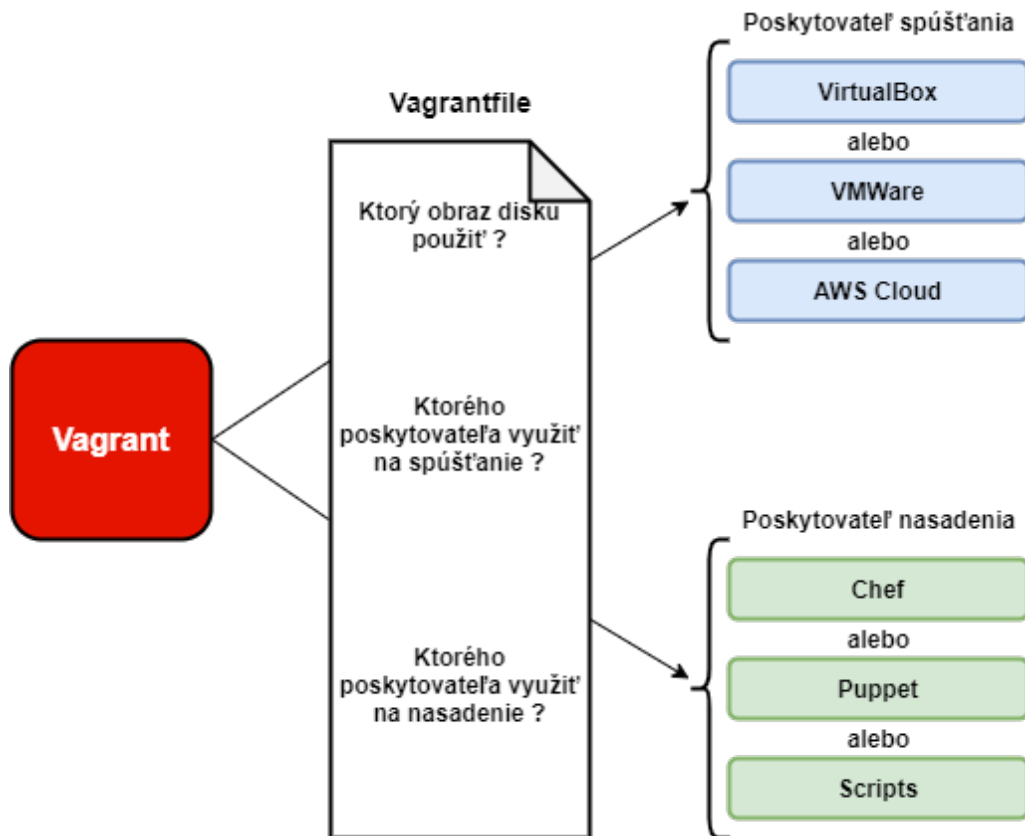 Vagrant
Vagrantfile
Ktorý obraz disku
použiť ?
Ktorého
poskytovateľa využiť
na spúšťanie ?
Ktorého
poskytovateľa využiť
na nasadenie ?
Poskytovateľ spúšťania
VirtualBox
alebo
VMWare
alebo
AWS Cloud
Poskytovateľ nasadenia
Chef
alebo
Puppet
alebo
Scripts